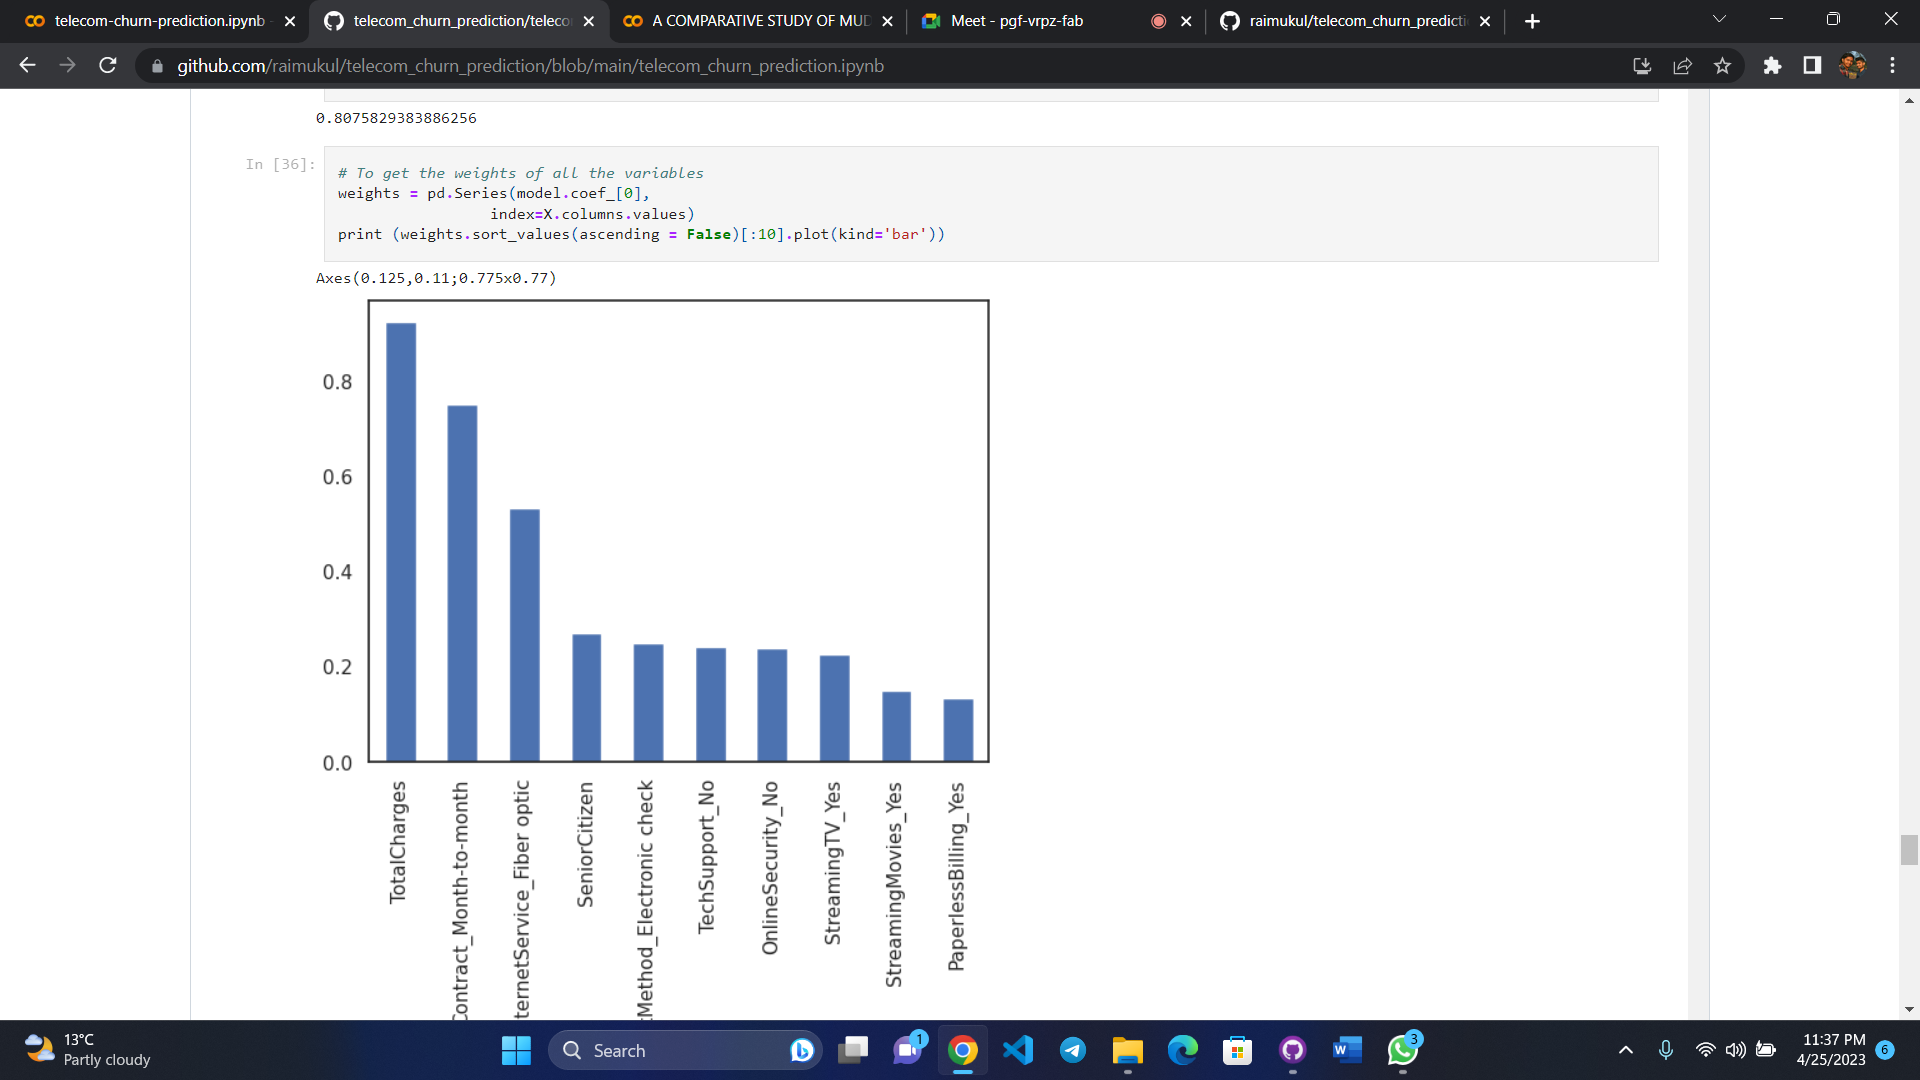 telecom-churn-prediction.ipynb -
telecom_churn_prediction/teleco
A COMPARATIVE STUDY OF MUD
Meet - pgf-vrpz-fab
raimukul/telecom_churn_predicti
github.com/raimukul/telecom_churn_prediction/blob/main/telecom_churn_prediction.ipynb
0.8075829383886256
In [36]:
# To get the weights of all the variables
weights = pd.Series(model.coef_[0],
index=X.columns.values)
print (weights.sort_values(ascending = False)[:10].plot(kind='bar'))
Axes(0.125,0.11;0.775x0.77)
0.8
0.6
0.4
0.2
0.0
TotalCharges
Contract_Month-to-month
ternetService_Fiber optic
SeniorCitizen
tMethod_Electronic check
TechSupport_No
OnlineSecurity_No
StreamingTV_Yes
StreamingMovies_Yes
PaperlessBilling_Yes
13°C
Partly cloudy
Search
1
3
11:37 PM
4/25/2023
6